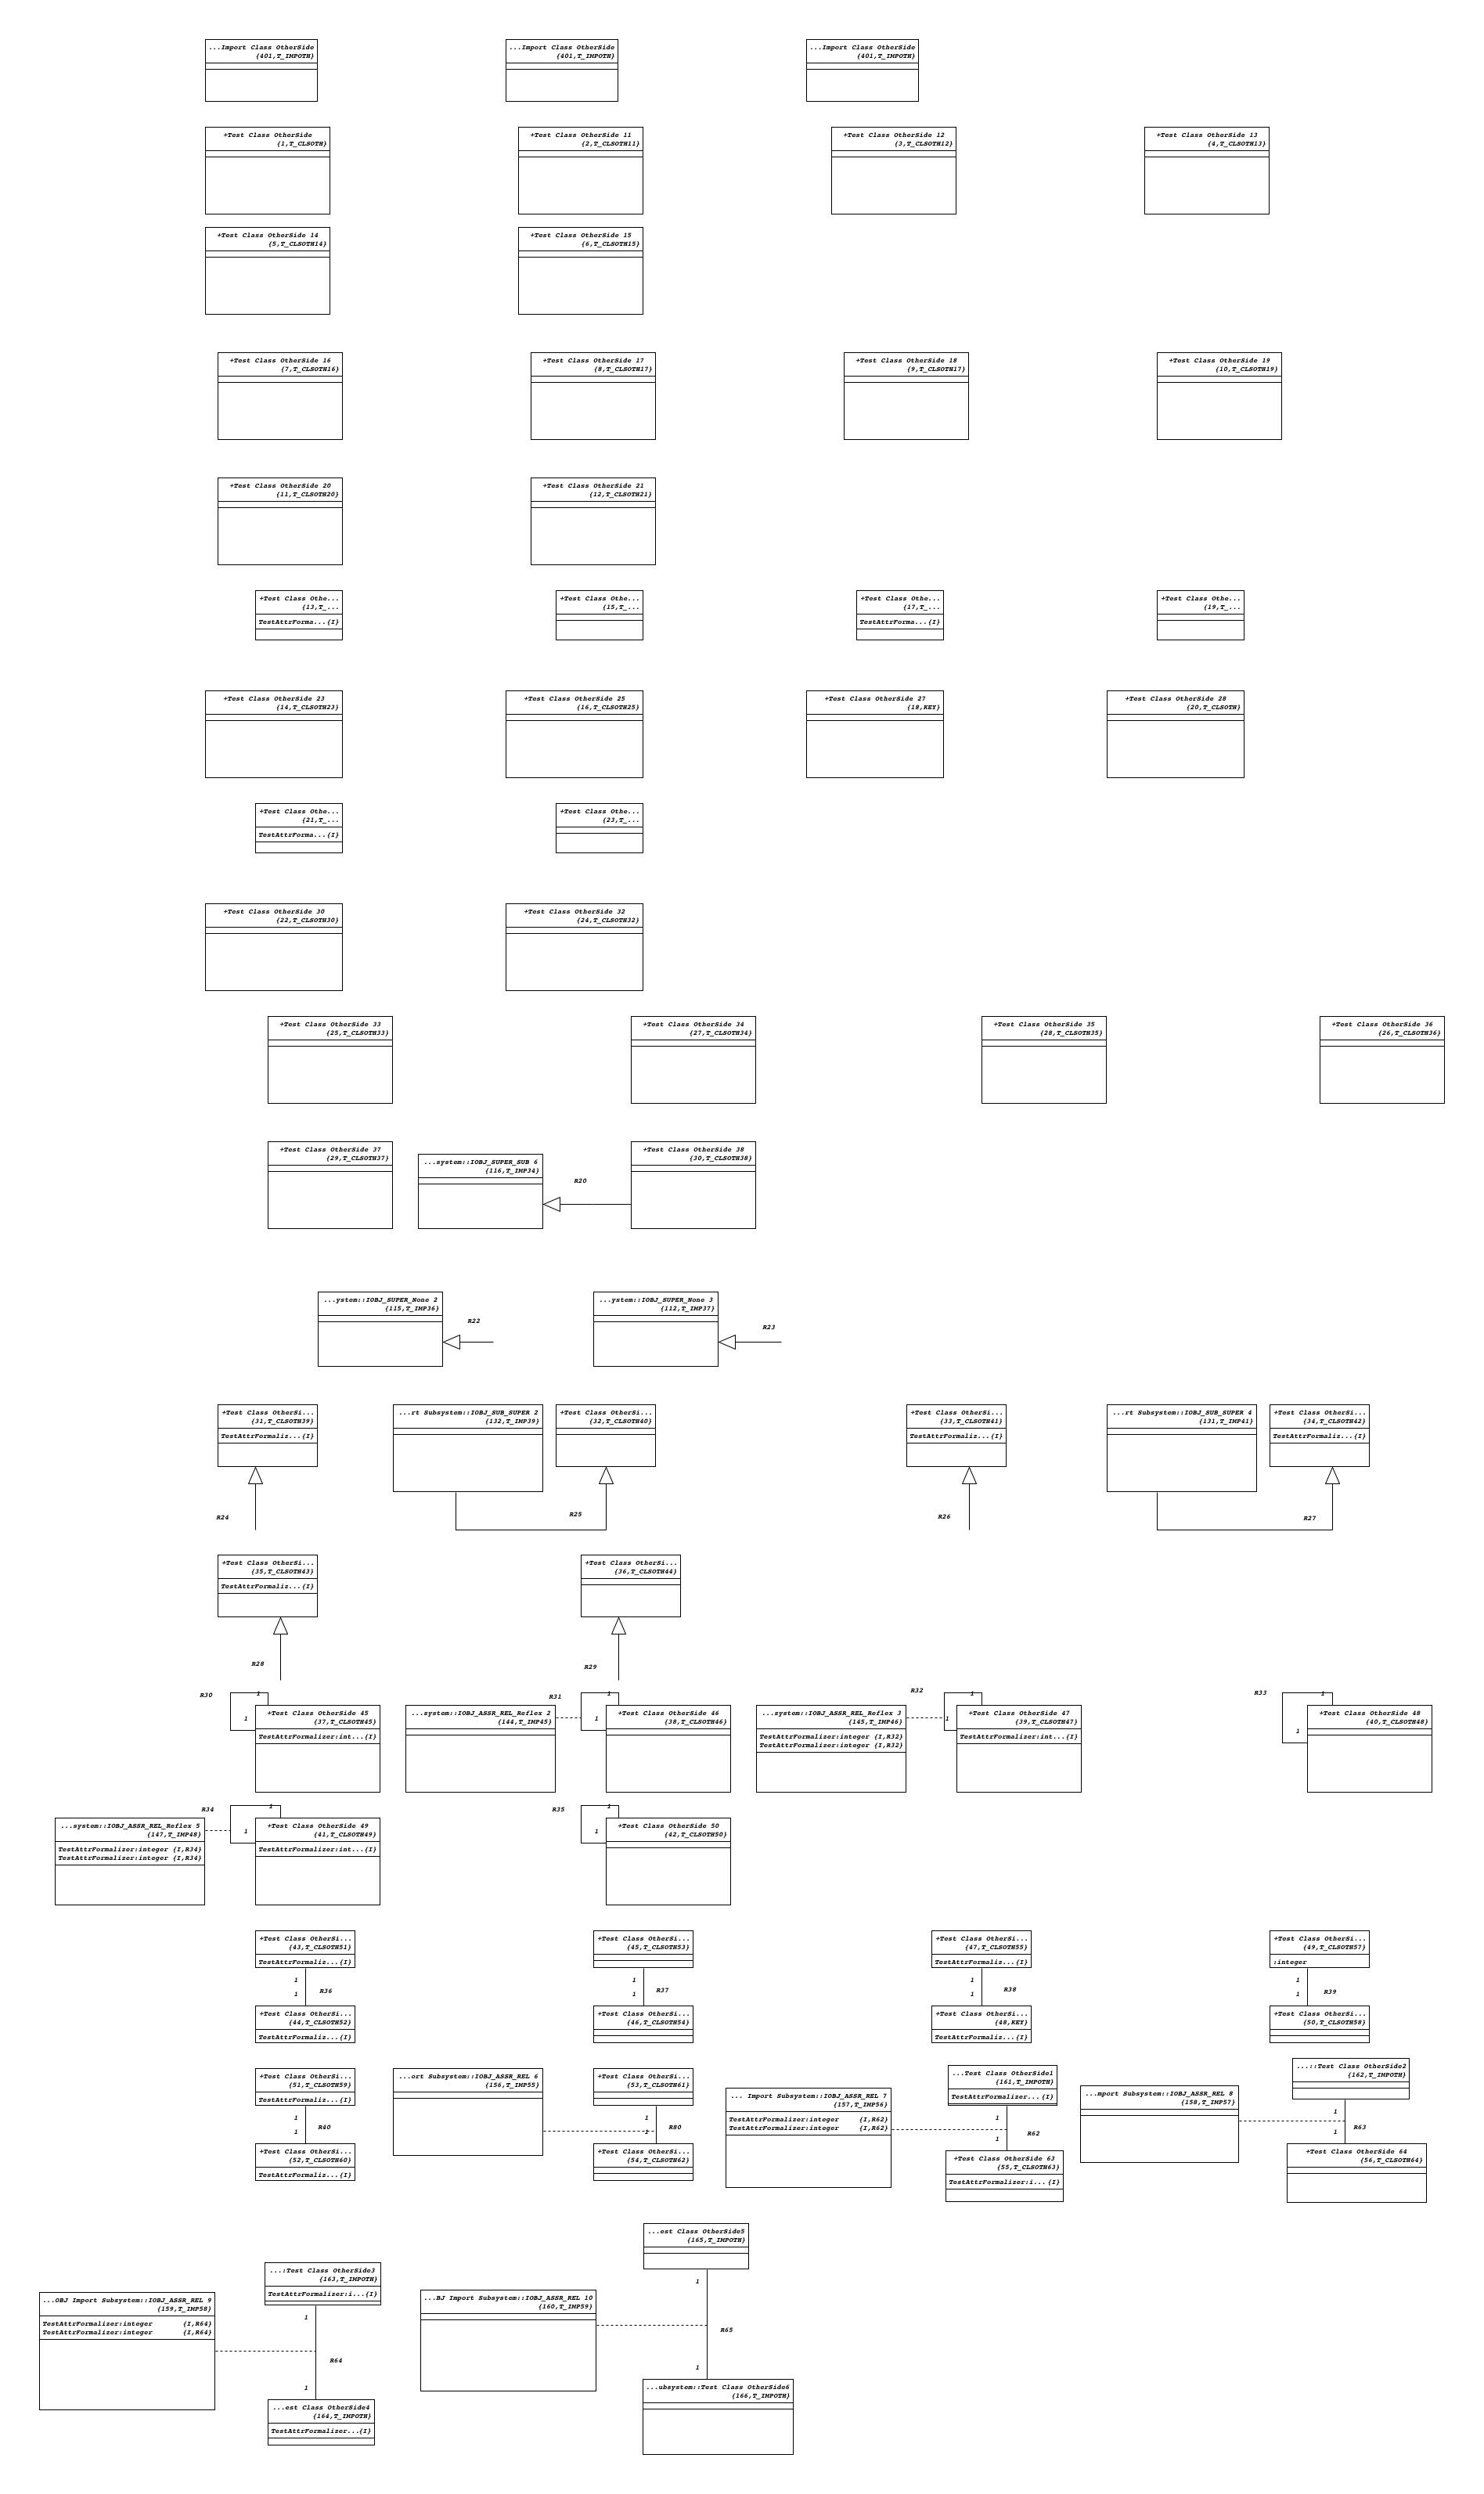 ...Import Class OtherSide
{401,T_IMPOTH}
...Import Class OtherSide
{401,T_IMPOTH}
...Import Class OtherSide
{401,T_IMPOTH}
+Test Class OtherSide
{1,T_CLSOTH}
+Test Class OtherSide 11
{2,T_CLSOTH11}
+Test Class OtherSide 12
{3,T_CLSOTH12}
+Test Class OtherSide 13
{4,T_CLSOTH13}
+Test Class OtherSide 14
{5,T_CLSOTH14}
+Test Class OtherSide 15
{6,T_CLSOTH15}
+Test Class OtherSide 16
{7,T_CLSOTH16}
+Test Class OtherSide 17
{8,T_CLSOTH17}
+Test Class OtherSide 18
{9,T_CLSOTH17}
+Test Class OtherSide 19
{10,T_CLSOTH19}
+Test Class OtherSide 20
{11,T_CLSOTH20}
+Test Class OtherSide 21
{12,T_CLSOTH21}
+Test Class Othe...
{13,T_...
TestAttrForma...{I}
+Test Class Othe...
{15,T_...
+Test Class Othe...
{17,T_...
TestAttrForma...{I}
+Test Class Othe...
{19,T_...
+Test Class OtherSide 23
{14,T_CLSOTH23}
+Test Class OtherSide 25
{16,T_CLSOTH25}
+Test Class OtherSide 27
{18,KEY}
+Test Class OtherSide 28
{20,T_CLSOTH}
+Test Class Othe...
{21,T_...
TestAttrForma...{I}
+Test Class Othe...
{23,T_...
+Test Class OtherSide 30
{22,T_CLSOTH30}
+Test Class OtherSide 32
{24,T_CLSOTH32}
+Test Class OtherSide 33
{25,T_CLSOTH33}
+Test Class OtherSide 34
{27,T_CLSOTH34}
+Test Class OtherSide 35
{28,T_CLSOTH35}
+Test Class OtherSide 36
{26,T_CLSOTH36}
+Test Class OtherSide 37
{29,T_CLSOTH37}
...system::IOBJ_SUPER_SUB 6
{116,T_IMP34}
R20
+Test Class OtherSide 38
{30,T_CLSOTH38}
...ystem::IOBJ_SUPER_None 2
{115,T_IMP36}
R22
...ystem::IOBJ_SUPER_None 3
{112,T_IMP37}
R23
+Test Class OtherSi...
{31,T_CLSOTH39}
TestAttrFormaliz...{I}
R24
...rt Subsystem::IOBJ_SUB_SUPER 2
{132,T_IMP39}
+Test Class OtherSi...
{32,T_CLSOTH40}
R25
+Test Class OtherSi...
{33,T_CLSOTH41}
TestAttrFormaliz...{I}
R26
...rt Subsystem::IOBJ_SUB_SUPER 4
{131,T_IMP41}
+Test Class OtherSi...
{34,T_CLSOTH42}
TestAttrFormaliz...{I}
R27
+Test Class OtherSi...
{35,T_CLSOTH43}
TestAttrFormaliz...{I}
R28
+Test Class OtherSi...
{36,T_CLSOTH44}
R29
R30
1
1
+Test Class OtherSide 45
{37,T_CLSOTH45}
TestAttrFormalizer:int...{I}
...system::IOBJ_ASSR_REL_Reflex 2
{144,T_IMP45}
R31
1
1
+Test Class OtherSide 46
{38,T_CLSOTH46}
...system::IOBJ_ASSR_REL_Reflex 3
{145,T_IMP46}
TestAttrFormalizer:integer {I,R32}
TestAttrFormalizer:integer {I,R32}
R32
1
1
+Test Class OtherSide 47
{39,T_CLSOTH47}
TestAttrFormalizer:int...{I}
R33
1
1
+Test Class OtherSide 48
{40,T_CLSOTH48}
...system::IOBJ_ASSR_REL_Reflex 5
{147,T_IMP48}
TestAttrFormalizer:integer {I,R34}
TestAttrFormalizer:integer {I,R34}
R34
1
1
+Test Class OtherSide 49
{41,T_CLSOTH49}
TestAttrFormalizer:int...{I}
R35
1
1
+Test Class OtherSide 50
{42,T_CLSOTH50}
+Test Class OtherSi...
{43,T_CLSOTH51}
TestAttrFormaliz...{I}
1
1
R36
+Test Class OtherSi...
{44,T_CLSOTH52}
TestAttrFormaliz...{I}
+Test Class OtherSi...
{45,T_CLSOTH53}
1
1
R37
+Test Class OtherSi...
{46,T_CLSOTH54}
+Test Class OtherSi...
{47,T_CLSOTH55}
TestAttrFormaliz...{I}
1
1
R38
+Test Class OtherSi...
{48,KEY}
TestAttrFormaliz...{I}
+Test Class OtherSi...
{49,T_CLSOTH57}
:integer
1
1
R39
+Test Class OtherSi...
{50,T_CLSOTH58}
+Test Class OtherSi...
{51,T_CLSOTH59}
TestAttrFormaliz...{I}
1
1
R40
+Test Class OtherSi...
{52,T_CLSOTH60}
TestAttrFormaliz...{I}
...ort Subsystem::IOBJ_ASSR_REL 6
{156,T_IMP55}
+Test Class OtherSi...
{53,T_CLSOTH61}
1
1
R80
+Test Class OtherSi...
{54,T_CLSOTH62}
... Import Subsystem::IOBJ_ASSR_REL 7
{157,T_IMP56}
TestAttrFormalizer:integer {I,R62}
TestAttrFormalizer:integer {I,R62}
...Test Class OtherSide1
{161,T_IMPOTH}
TestAttrFormalizer...{I}
1
1
R62
+Test Class OtherSide 63
{55,T_CLSOTH63}
TestAttrFormalizer:i...{I}
...mport Subsystem::IOBJ_ASSR_REL 8
{158,T_IMP57}
...::Test Class OtherSide2
{162,T_IMPOTH}
1
1
R63
+Test Class OtherSide 64
{56,T_CLSOTH64}
...OBJ Import Subsystem::IOBJ_ASSR_REL 9
{159,T_IMP58}
TestAttrFormalizer:integer {I,R64}
TestAttrFormalizer:integer {I,R64}
...:Test Class OtherSide3
{163,T_IMPOTH}
TestAttrFormalizer:i...{I}
1
R64
1
...est Class OtherSide4
{164,T_IMPOTH}
TestAttrFormalizer...{I}
...BJ Import Subsystem::IOBJ_ASSR_REL 10
{160,T_IMP59}
...est Class OtherSide5
{165,T_IMPOTH}
1
R65
1
...ubsystem::Test Class OtherSide6
{166,T_IMPOTH}